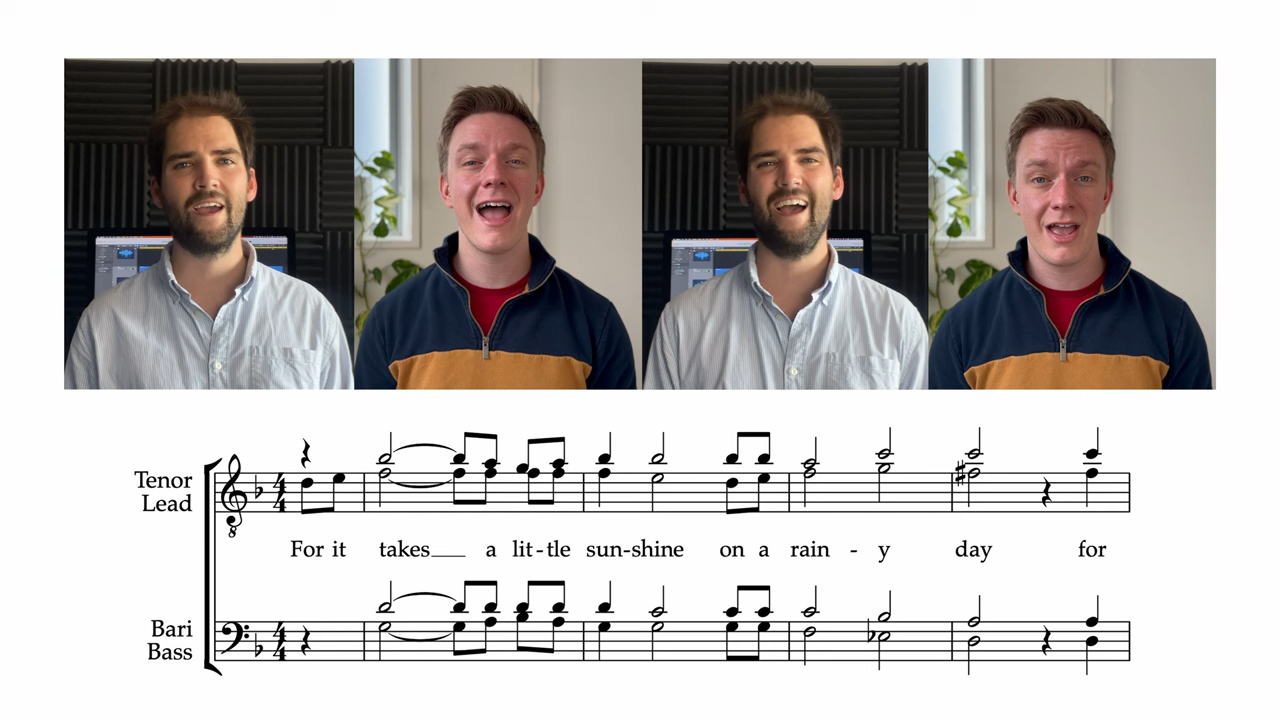 Tenor
Lead
For it takes a lit-tle sun-shine on a rain - y day for
Bari
Bass